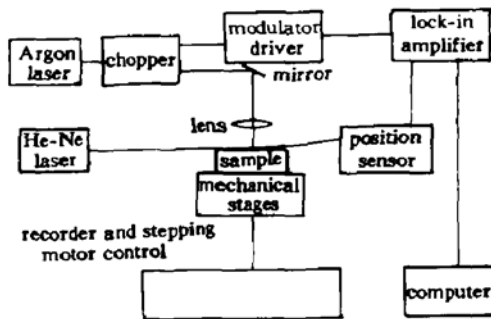 Argon
laser
chopper
modulator
driver
lock-in
amplifier
mirror
lens
He-Ne
laser
position
sensor
sample
mechanical
stages
recorder and stepping
motor control
computer